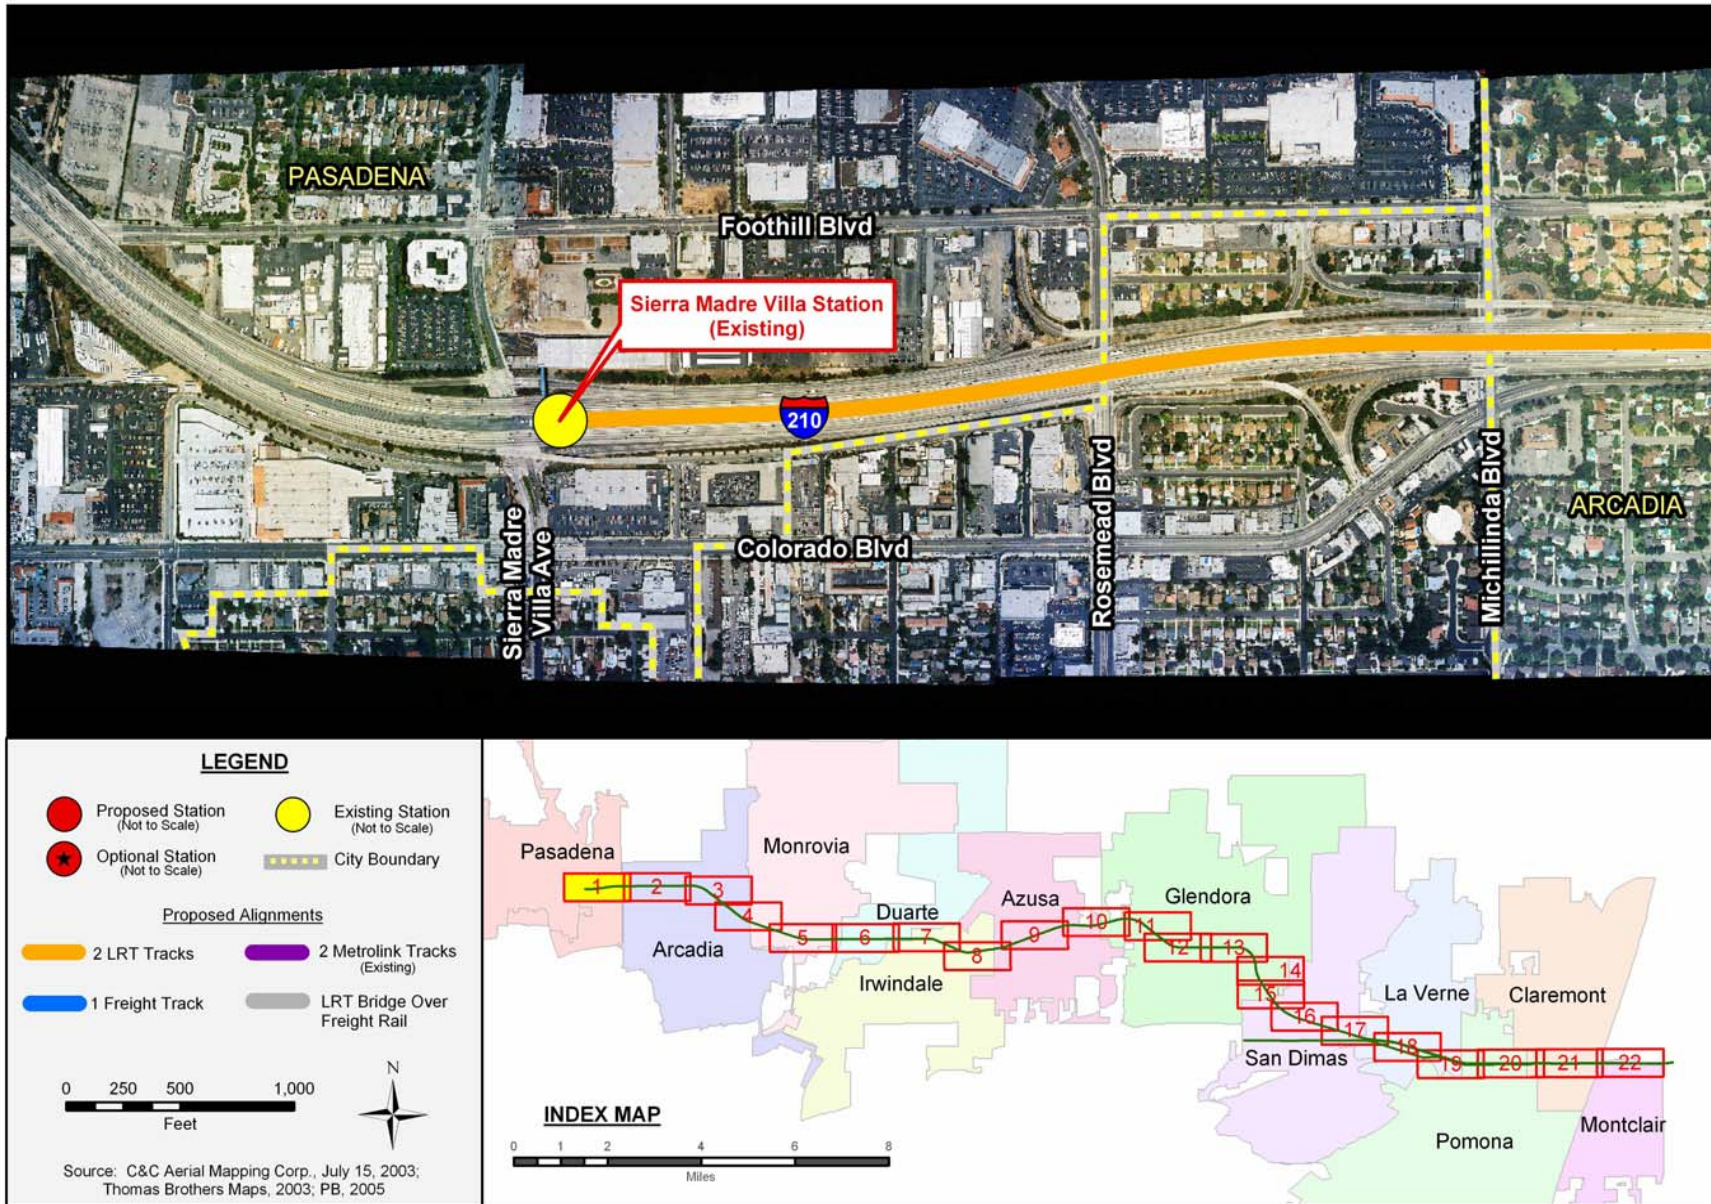 PASADENA
Foothill Blvd
Sierra Madre Villa Station
(Existing)
210
Sierra Madre
Villa Ave
Colorado Blvd
Rosemead Blvd
Michillinda Blvd
ARCADIA
LEGEND
Proposed Station
(Not to Scale)
Existing Station
(Not to Scale)
Optional Station
(Not to Scale)
City Boundary
Proposed Alignments
2 LRT Tracks
2 Metrolink Tracks
(Existing)
1 Freight Track
LRT Bridge Over
Freight Rail
0 250 500 1,000
Feet
N
Source: C&C Aerial Mapping Corp., July 15, 2003;
Thomas Brothers Maps, 2003; PB, 2005
Pasadena
Monrovia
Arcadia
Duarte
Irwindale
Azusa
Glendora
La Verne
Claremont
San Dimas
Pomona
Montclair
1
2
3
4
5
6
7
8
9
10
11
12
13
14
15
16
17
18
19
20
21
22
INDEX MAP
0 1 2 4 6 8
Miles